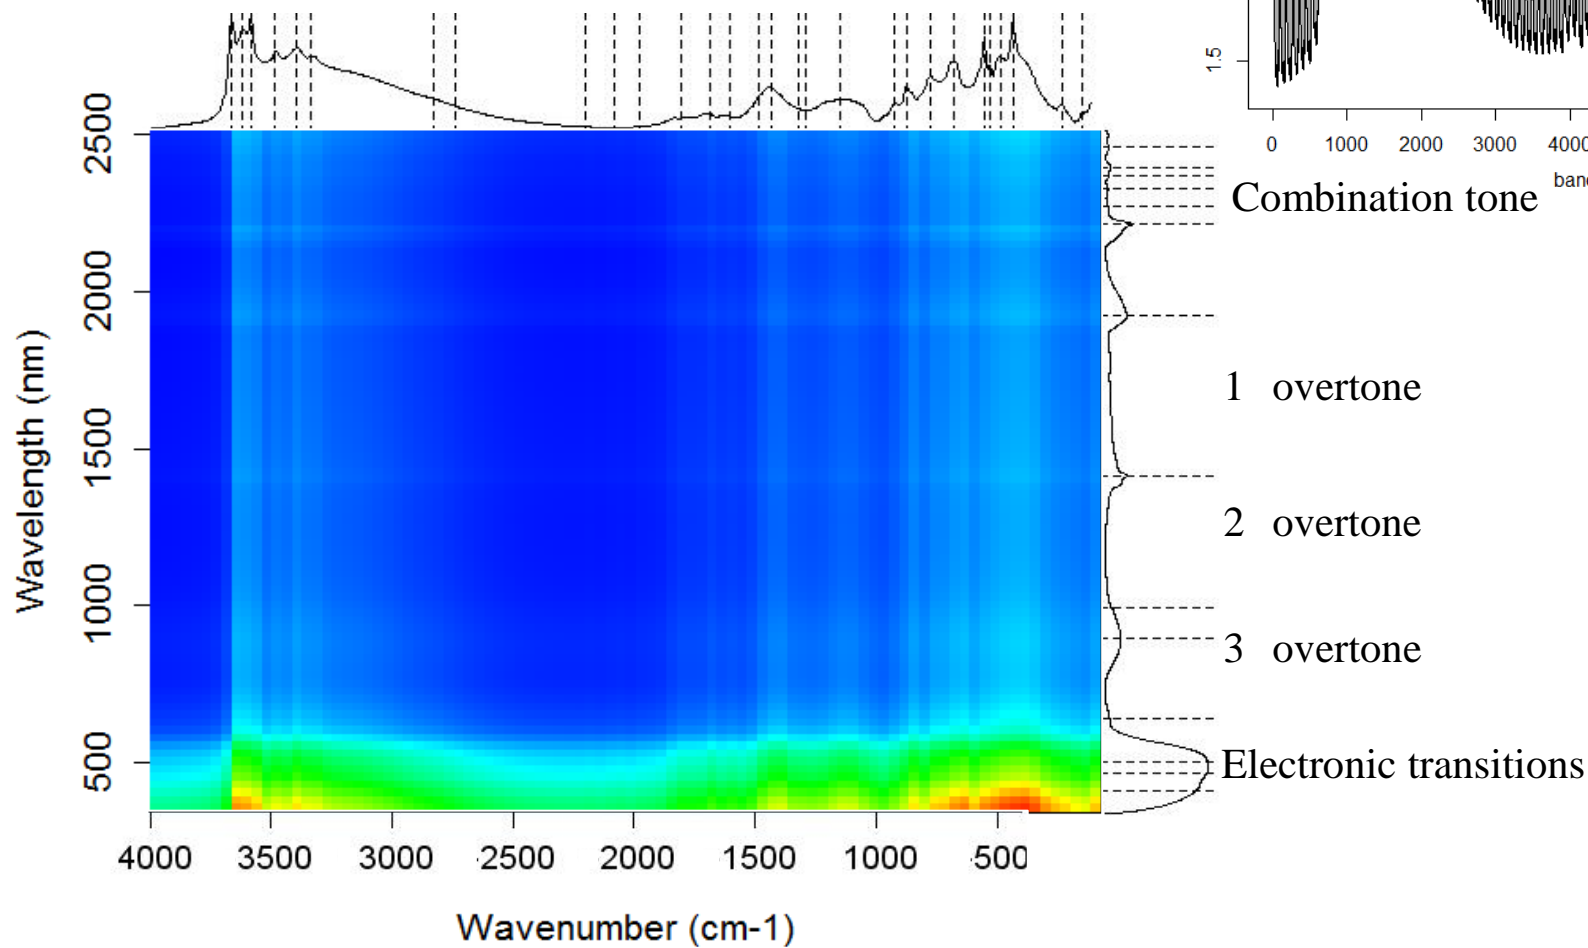 1.5
0 1000 2000 3000 4000
Combination tone
1 overtone
2 overtone
3 overtone
Electronic transitions
Wavelength (nm)
2500
2000
1500
1000
500
4000 3500 3000 2500 2000 1500 1000 500
Wavenumber (cm-1)